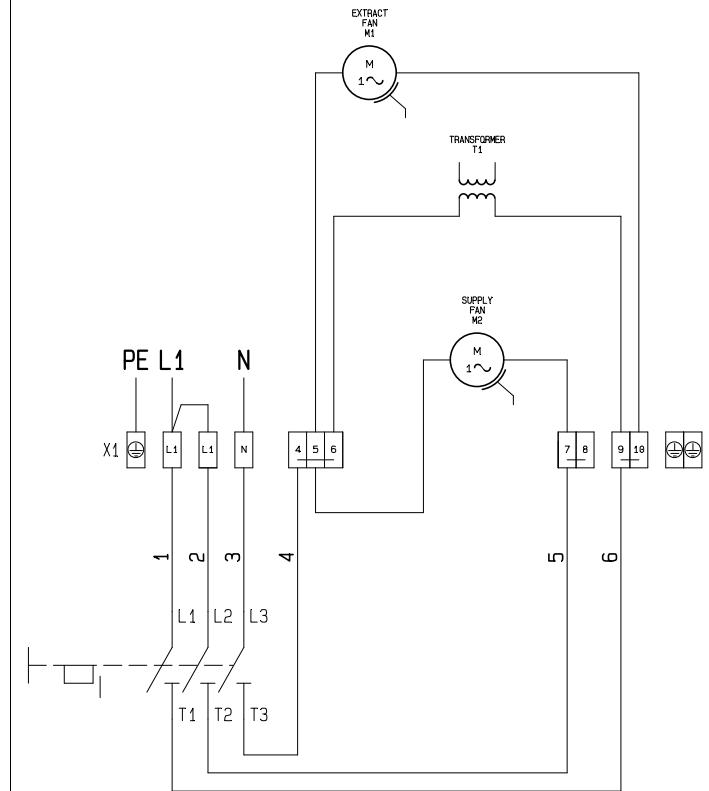 EXTRACT
FAN
M1
M
1
TRANSFORMER
T1
SUPPLY
FAN
M2
M
1
PE L1 N
X1 L1 L1 N 4 5 6 7 8 9 10
1 2 3 4 5 6
L1 L2 L3
T1 T2 T3